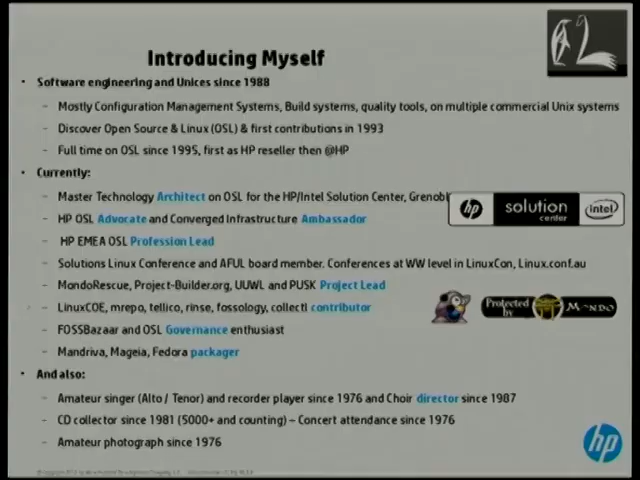 Introducing Myself
• Software engineering and Unices since 1988
– Mostly Configuration Management Systems, Build systems, quality tools, on multiple commercial Unix systems
– Discover Open Source & Linux (OSL) & first contributions in 1993
– Full time on OSL since 1995, first as HP reseller then @HP
• Currently:
– Master Technology Architect on OSL for the HP/Intel Solution Center, Grenobl
hp solution center intel
– HP OSL Advocate and Converged Infrastructure Ambassador
– HP EMEA OSL Profession Lead
– Solutions Linux Conference and AFUL board member. Conferences at WW level in LinuxCon, Linux.conf.au
– MondoRescue, Project-Builder.org, UUWL and PUSK Project Lead
– LinuxCOE, mrepo, tellico, rinse, fossology, collectl contributor
Protected by MONDO
– FOSSBazaar and OSL Governance enthusiast
– Mandriva, Mageia, Fedora packager
• And also:
– Amateur singer (Alto / Tenor) and recorder player since 1976 and Choir director since 1987
– CD collector since 1981 (5000+ and counting) – Concert attendance since 1976
– Amateur photograph since 1976
hp